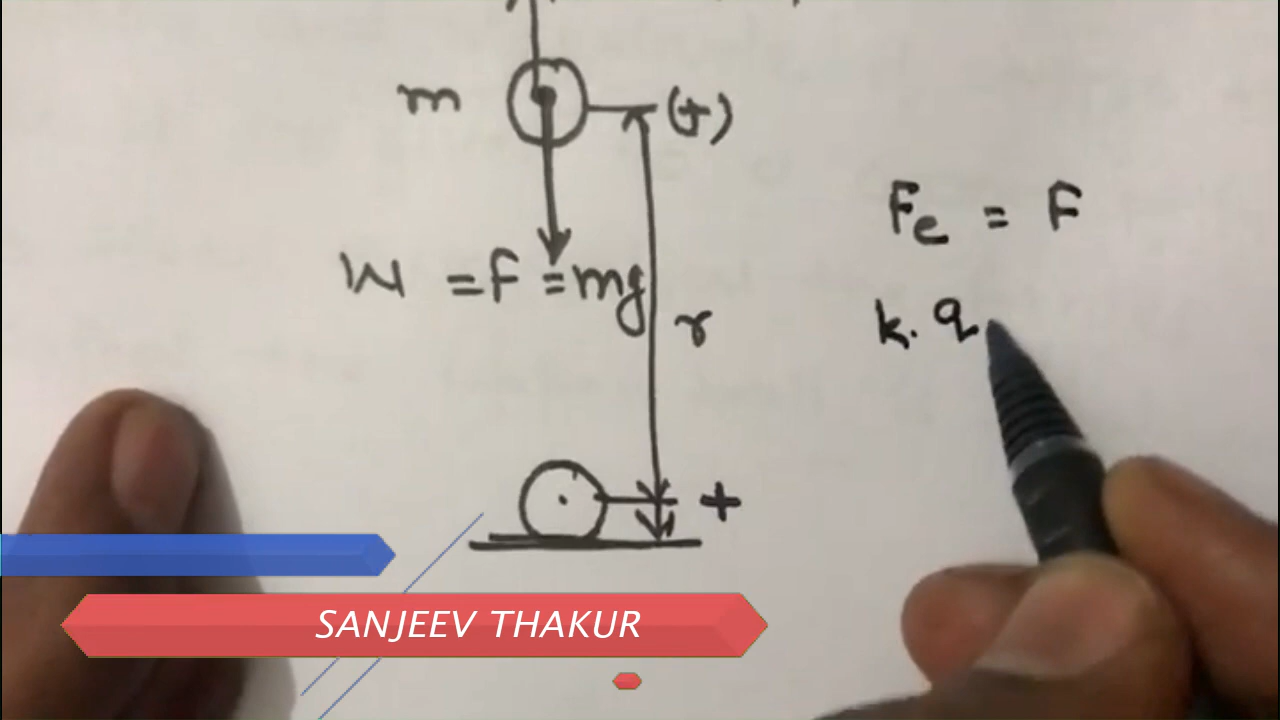 m (+)
Fe = F
W = F = mg
r
k. q
+
SANJEEV THAKUR